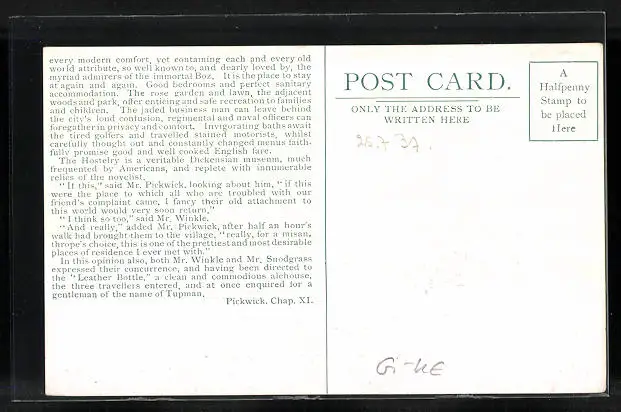 every modern comfort, yet containing each and every old
world attribute, so well known to, and dearly loved by, the
myriad admirers of the immortal Boz. It is the place to stay
at again and again. Good bedrooms and perfect sanitary
accommodation. The rose garden and lawn, the adjacent
woods and park, offer enticing and safe recreation to families
and children. The jaded business man can leave behind
the city's loud confusion, regimental and naval officers can
foregather in privacy and comfort. Invigorating baths await
the tired golfers and travelled stained motorists, whilst
carefully thought out and constantly changed menus faith-
fully promise good and well cooked English fare.
The Hostelry is a veritable Dickensian museum, much
frequented by Americans, and replete with innumerable
relics of the novelist.
"If this," said Mr. Pickwick, looking about him, "if this
were the place to which all who are troubled with our
friend's complaint came, I fancy their old attachment to
this world would very soon return."
"I think so too," said Mr. Winkle.
"And really," added Mr. Pickwick, after half an hour's
walk had brought them to the village, "really, for a misan,
thrope's choice, this is one of the prettiest and most desirable
places of residence I ever met with."
In this opinion also, both Mr. Winkle and Mr. Snodgrass
expressed their concurrence, and having been directed to
the "Leather Bottle," a clean and commodious alehouse,
the three travellers entered, and at once enquired for a
gentleman of the name of Tupman.
Pickwick. Chap. XI.
POST CARD.
ONLY THE ADDRESS TO BE
WRITTEN HERE
A
Halfpenny
Stamp to
be placed
Here
Gi-KE